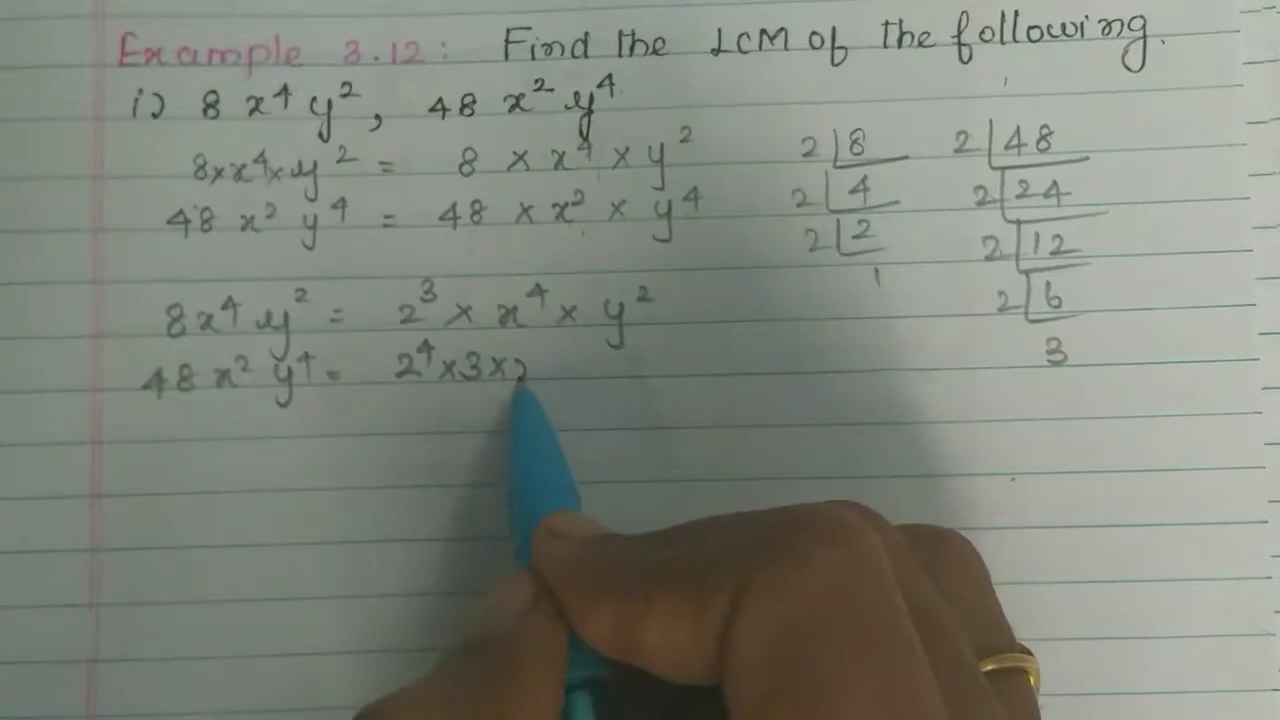 Example 3.12: Find the LCM of the following.
i) 8 x⁴ y², 48 x² y⁴
8×x⁴×y² = 8 × x⁴ × y²
48 x² y⁴ = 48 × x² × y⁴
8x⁴ y² = 2³ × x⁴ × y²
48 x² y⁴ = 2⁴×3×
2 8
2 4
2 2
1
2 48
2 24
2 12
2 6
3